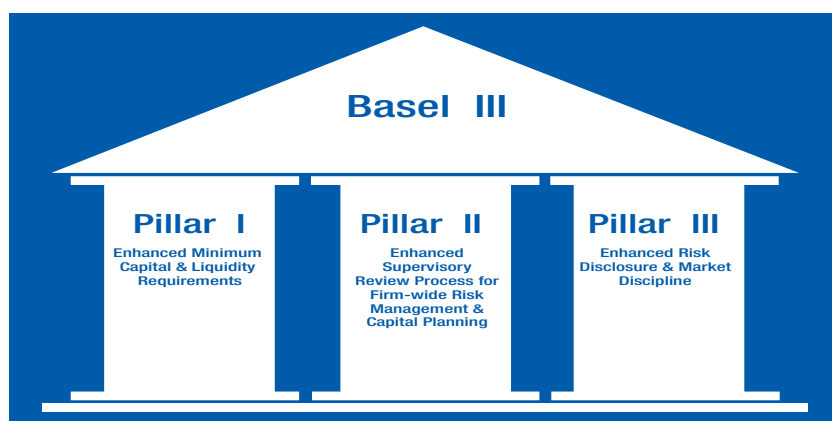 Basel III
Pillar I
Enhanced Minimum
Capital & Liquidity
Requirements
Pillar II
Enhanced
Supervisory
Review Process for
Firm-wide Risk
Management &
Capital Planning
Pillar III
Enhanced Risk
Disclosure & Market
Discipline